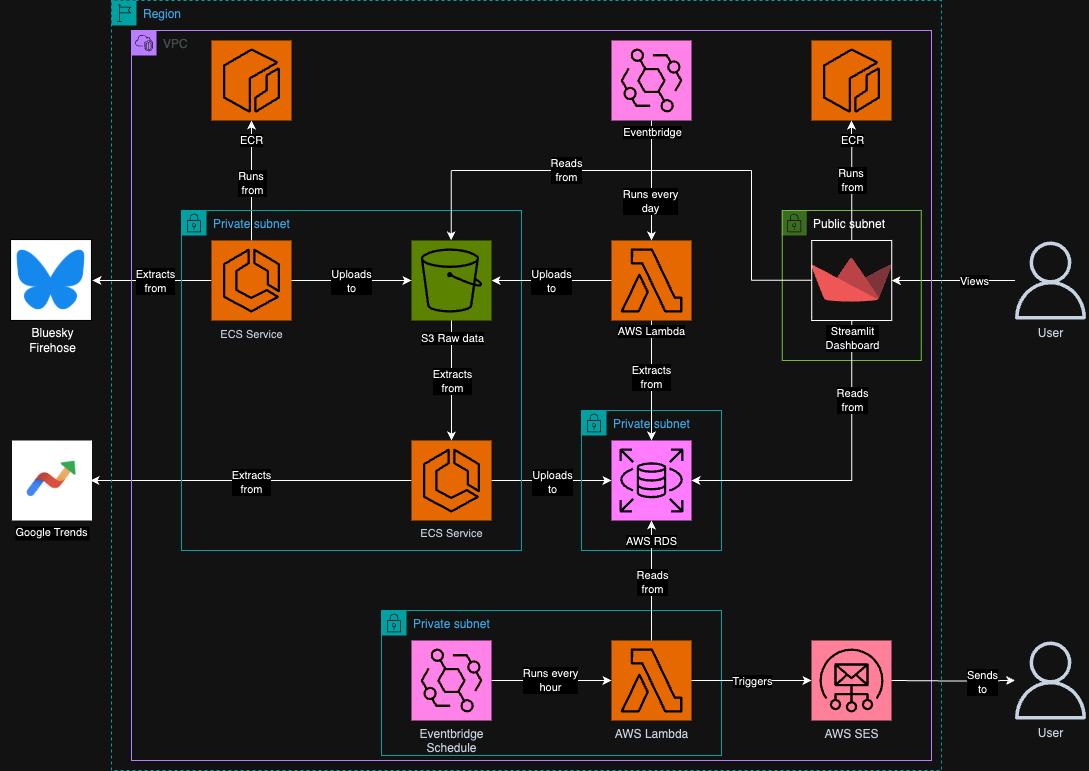 Region
VPC
ECR
Eventbridge
ECR
Reads
from
Runs
from
Runs every
day
Runs
from
Private subnet
Public subnet
Extracts
from
Uploads
to
Uploads
to
Views
Bluesky
Firehose
ECS Service
S3 Raw data
AWS Lambda
Streamlit
Dashboard
User
Extracts
from
Extracts
from
Reads
from
Private subnet
Extracts
from
Uploads
to
Google Trends
ECS Service
AWS RDS
Reads
from
Private subnet
Runs every
hour
Triggers
Sends
to
Eventbridge
Schedule
AWS Lambda
AWS SES
User